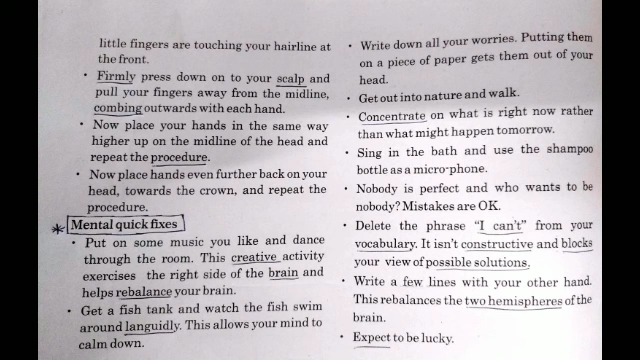 little fingers are touching your hairline at
the front.
• Firmly press down on to your scalp and
pull your fingers away from the midline,
combing outwards with each hand.
• Now place your hands in the same way
higher up on the midline of the head and
repeat the procedure.
• Now place hands even further back on your
head, towards the crown, and repeat the
procedure.
* Mental quick fixes
• Put on some music you like and dance
through the room. This creative activity
exercises the right side of the brain and
helps rebalance your brain.
• Get a fish tank and watch the fish swim
around languidly. This allows your mind to
calm down.
• Write down all your worries. Putting them
on a piece of paper gets them out of your
head.
• Get out into nature and walk.
• Concentrate on what is right now rather
than what might happen tomorrow.
• Sing in the bath and use the shampoo
bottle as a micro-phone.
• Nobody is perfect and who wants to be
nobody? Mistakes are OK.
• Delete the phrase "I can't" from your
vocabulary. It isn't constructive and blocks
your view of possible solutions.
• Write a few lines with your other hand.
This rebalances the two hemispheres of the
brain.
• Expect to be lucky.